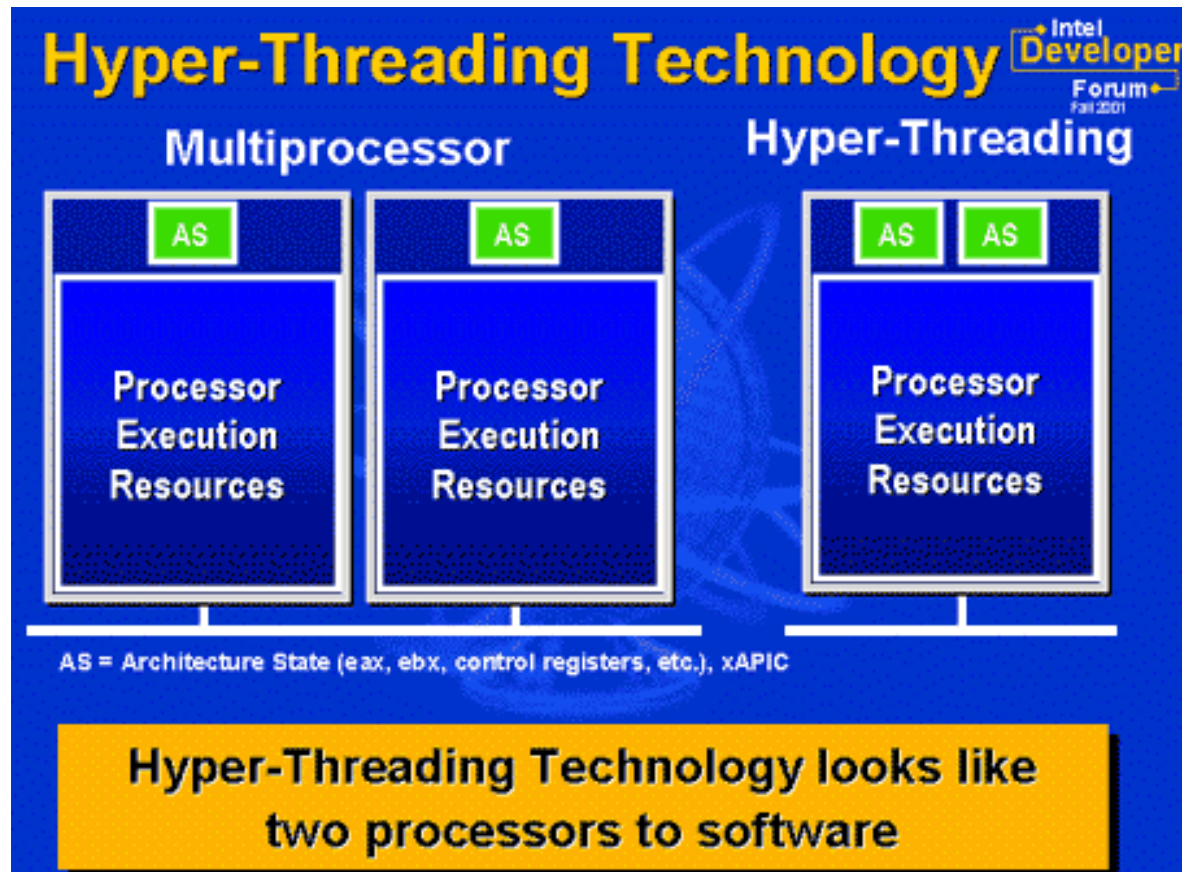 Hyper-Threading Technology
Intel
Developer
Forum
Fall 2001
Multiprocessor
Hyper-Threading
AS
AS
AS
AS
Processor
Execution
Resources
Processor
Execution
Resources
Processor
Execution
Resources
AS = Architecture State (eax, ebx, control registers, etc.), xAPIC
Hyper-Threading Technology looks like
two processors to software